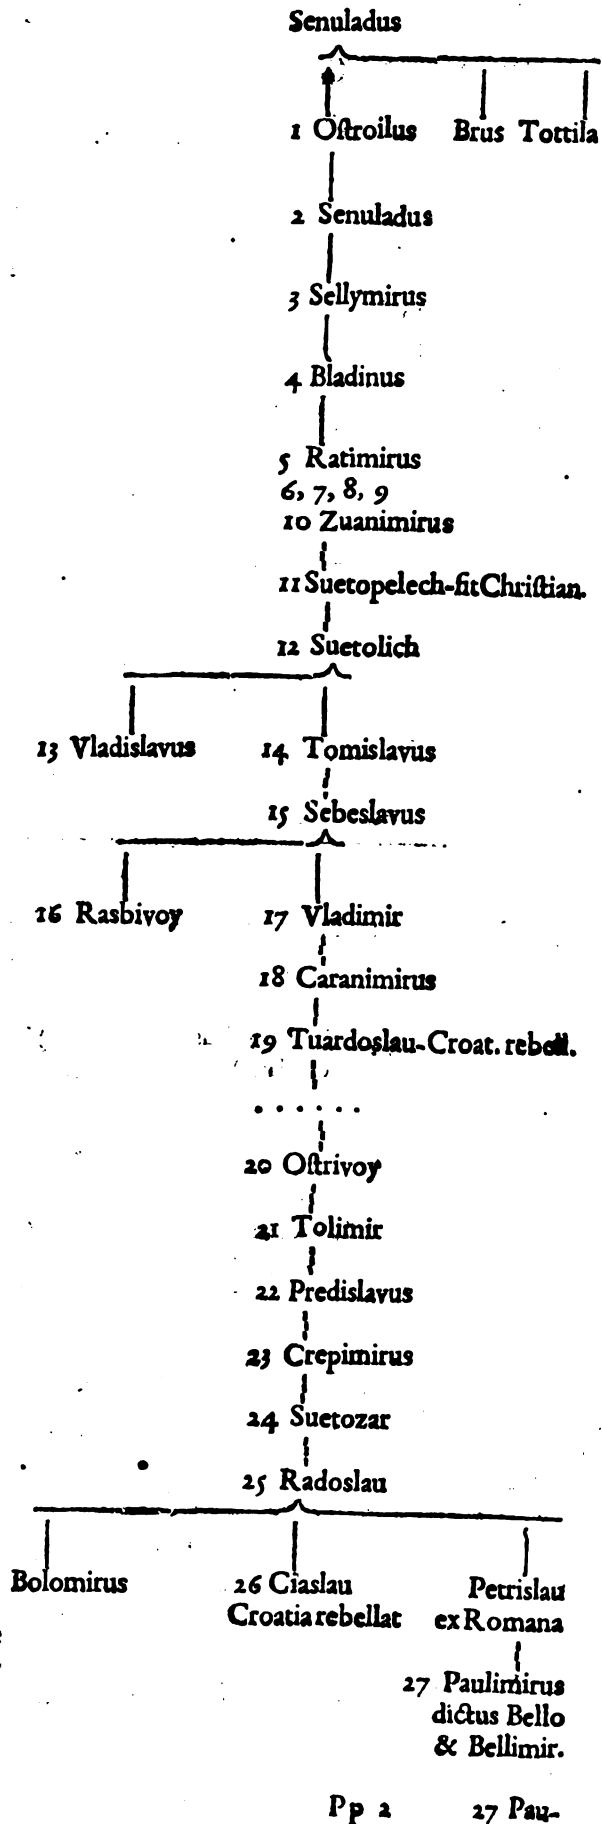 Senuladus
1 Oſtroilus Brus Tottila
2 Senuladus
3 Sellymirus
4 Bladinus
5 Ratimirus
6, 7, 8, 9
10 Zuanimirus
11 Suetopelech-fit Chriſtian.
12 Suetolich
13 Vladislavus 14 Tomislavus
15 Sebeslavus
16 Rasbivoy 17 Vladimir
18 Caranimirus
19 Tuardoslau-Croat. rebell.
. . . . . .
20 Oſtrivoy
21 Tolimir
22 Predislavus
23 Crepimirus
24 Suetozar
25 Radoslau
Bolomirus 26 Ciaslau Petrislau
Croatia rebellat ex Romana
27 Paulimirus
dictus Bello
& Bellimir.
Pp 2 27 Pau-